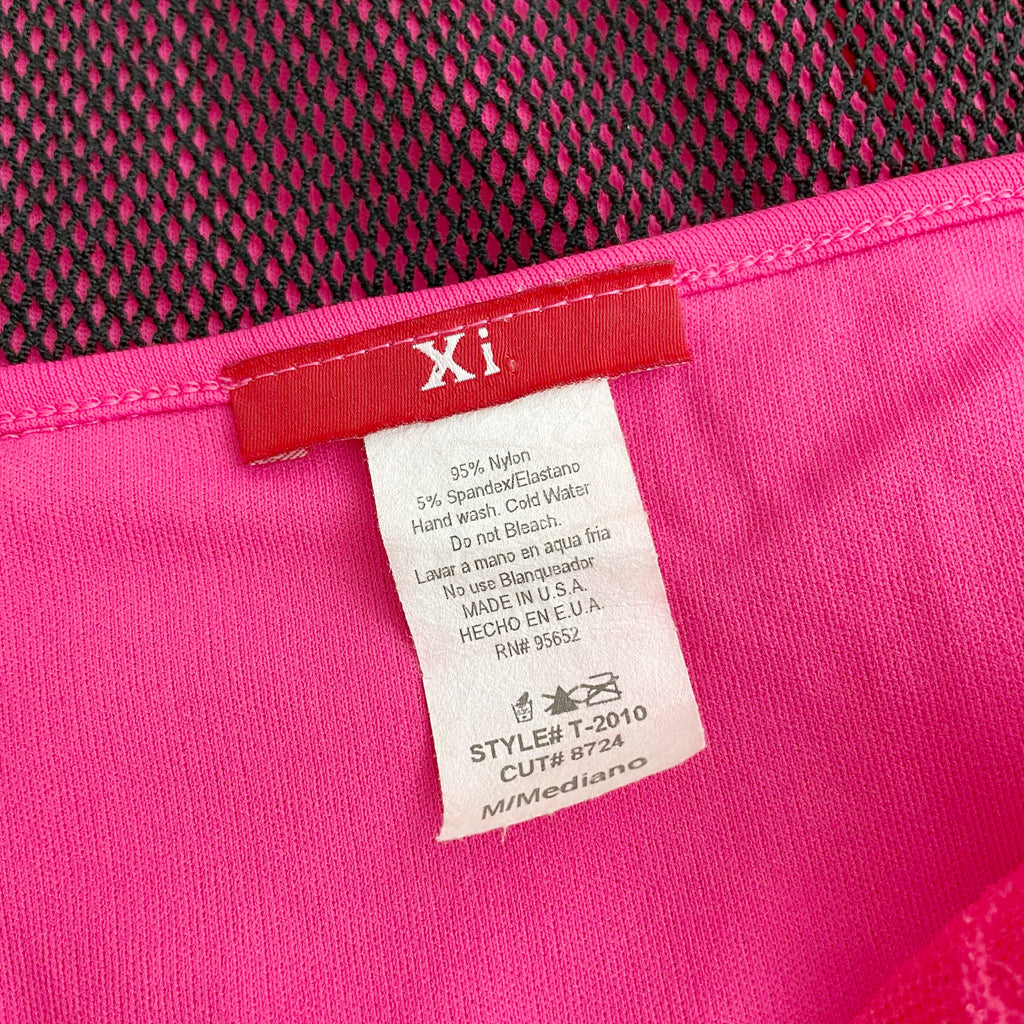 Xi
95% Nylon
5% Spandex/Elastano
Hand wash. Cold Water
Do not Bleach.
Lavar a mano en aqua fria
No use Blanqueador
MADE IN U.S.A.
HECHO EN E.U.A.
RN# 95652
STYLE# T-2010
CUT# 8724
M/Mediano